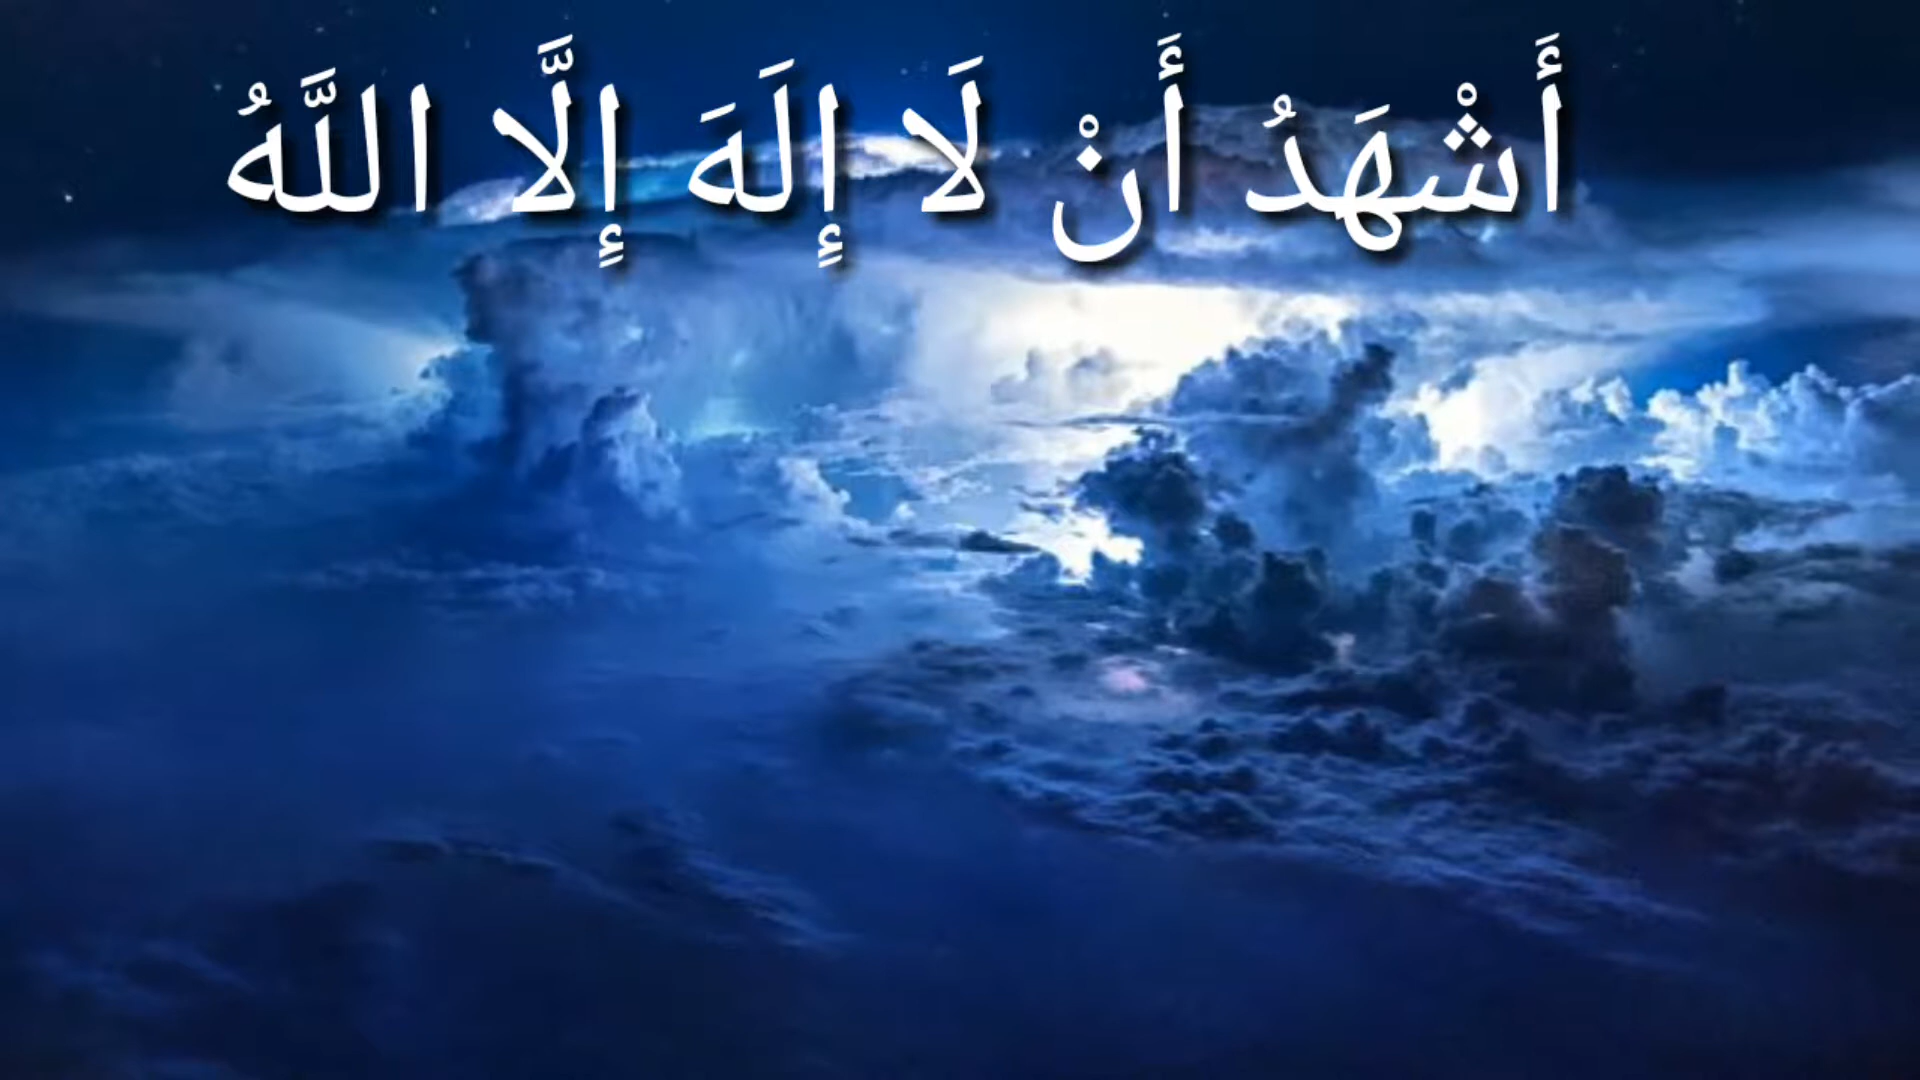 أَشْهَدُ أَنْ لَا إِلَهَ إِلَّا اللَّهُ